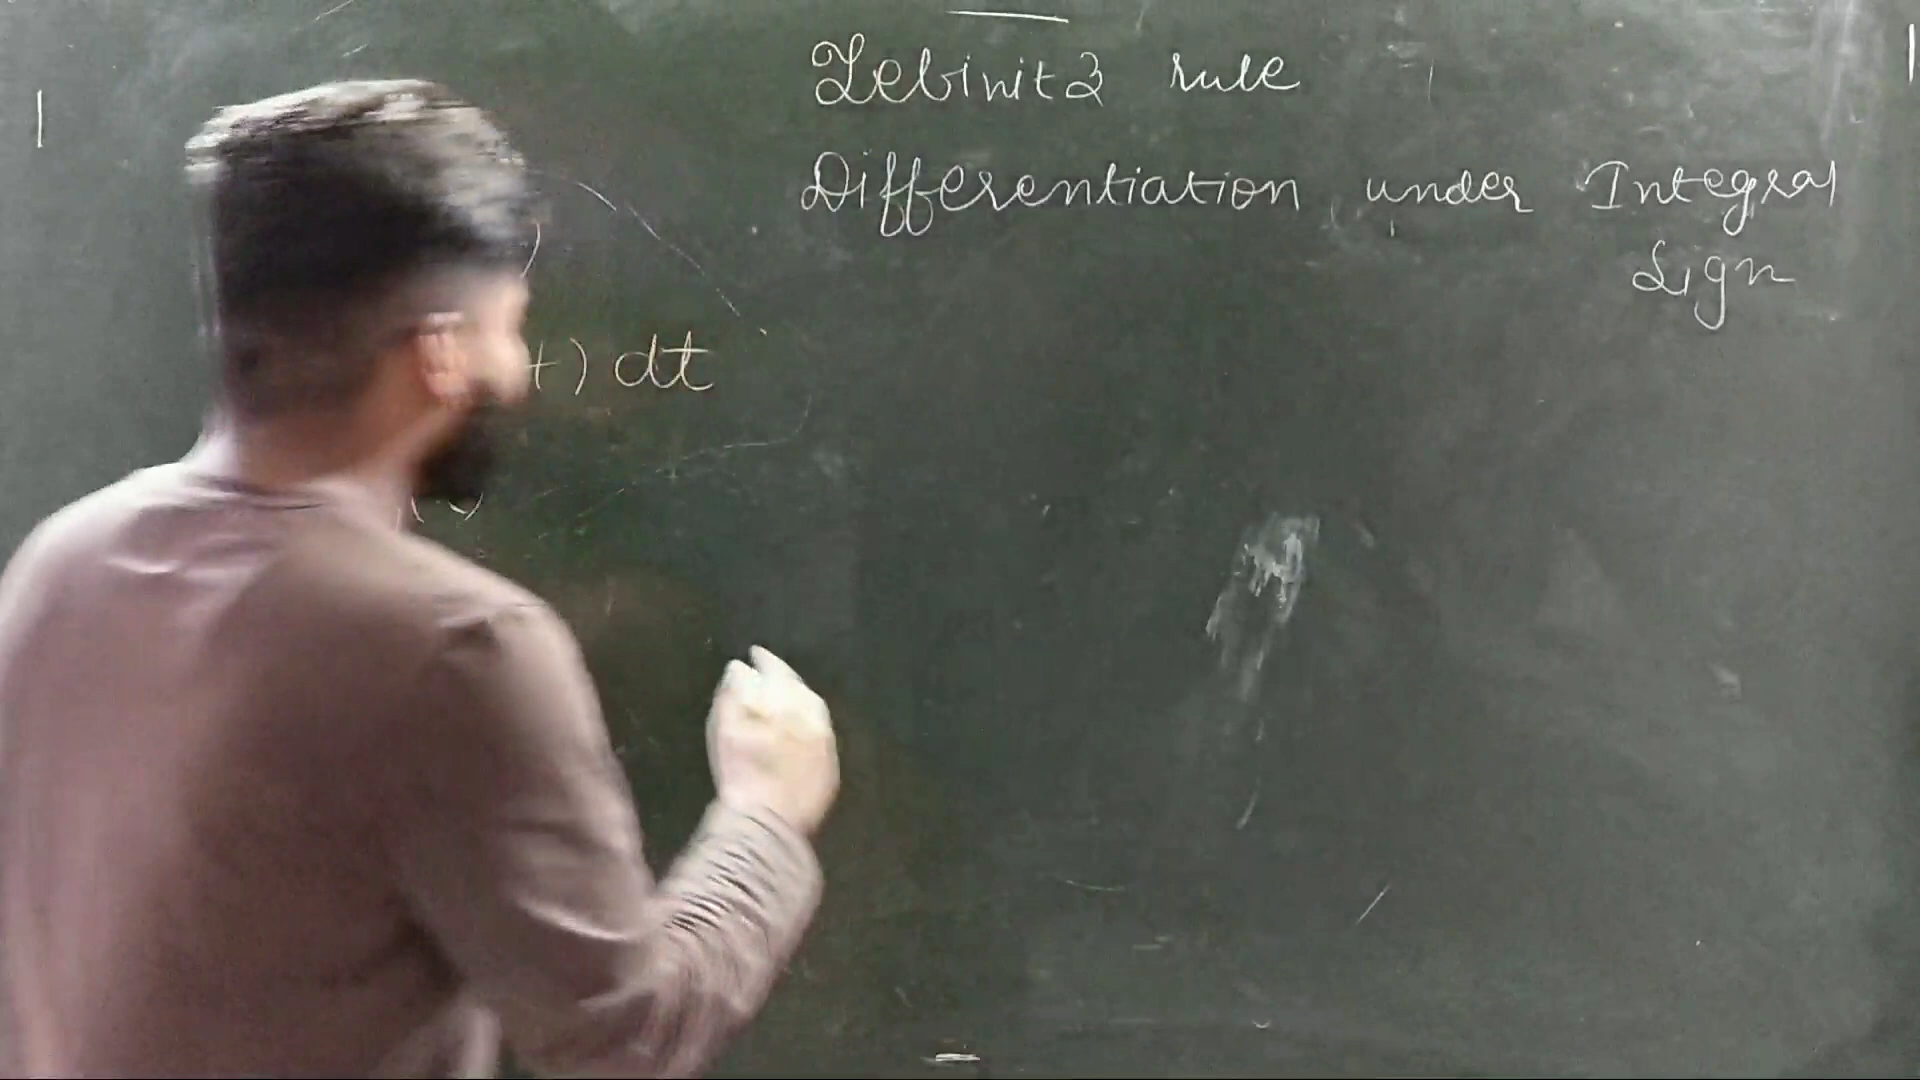 Lebinitz rule
Differentiation under Integral
Sign
)
t) dt